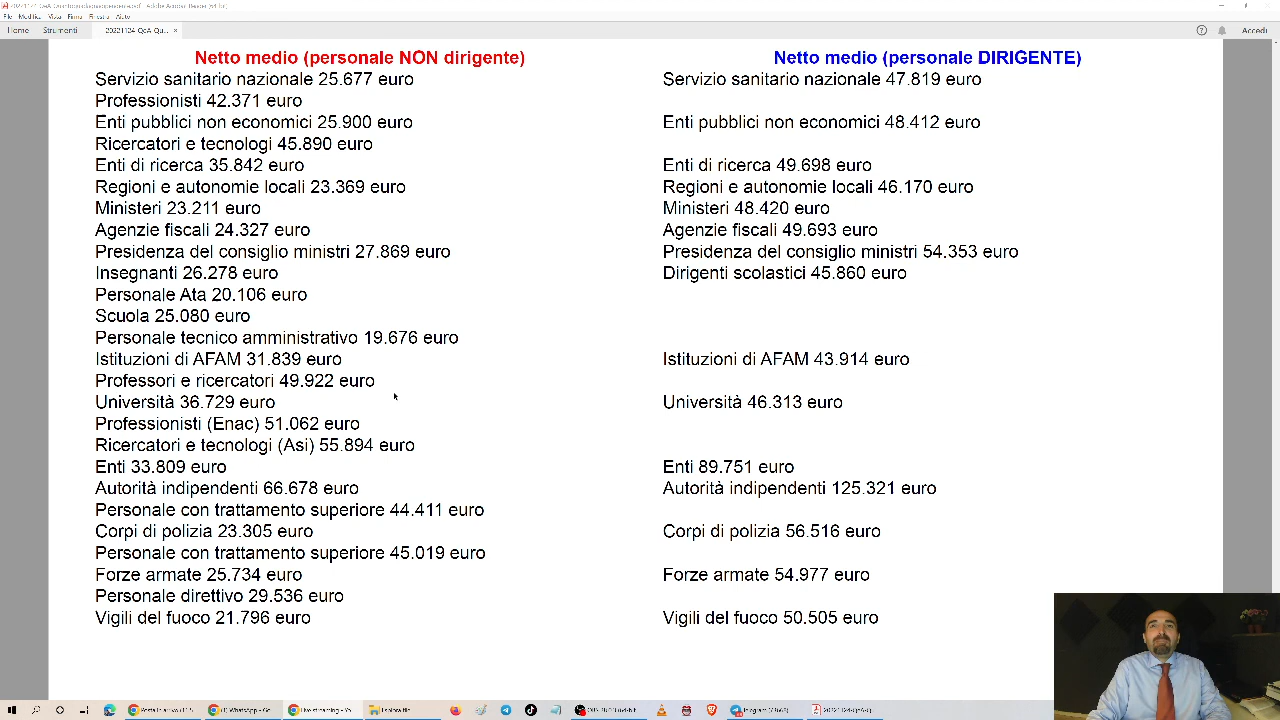 Home
Strumenti
20221124-QeA-Qu...
Accedi
File Modifica Vista Firma Finestra Aiuto
Netto medio (personale NON dirigente)
Servizio sanitario nazionale 25.677 euro
Professionisti 42.371 euro
Enti pubblici non economici 25.900 euro
Ricercatori e tecnologi 45.890 euro
Enti di ricerca 35.842 euro
Regioni e autonomie locali 23.369 euro
Ministeri 23.211 euro
Agenzie fiscali 24.327 euro
Presidenza del consiglio ministri 27.869 euro
Insegnanti 26.278 euro
Personale Ata 20.106 euro
Scuola 25.080 euro
Personale tecnico amministrativo 19.676 euro
Istituzioni di AFAM 31.839 euro
Professori e ricercatori 49.922 euro
Università 36.729 euro
Professionisti (Enac) 51.062 euro
Ricercatori e tecnologi (Asi) 55.894 euro
Enti 33.809 euro
Autorità indipendenti 66.678 euro
Personale con trattamento superiore 44.411 euro
Corpi di polizia 23.305 euro
Personale con trattamento superiore 45.019 euro
Forze armate 25.734 euro
Personale direttivo 29.536 euro
Vigili del fuoco 21.796 euro
Netto medio (personale DIRIGENTE)
Servizio sanitario nazionale 47.819 euro
Enti pubblici non economici 48.412 euro
Enti di ricerca 49.698 euro
Regioni e autonomie locali 46.170 euro
Ministeri 48.420 euro
Agenzie fiscali 49.693 euro
Presidenza del consiglio ministri 54.353 euro
Dirigenti scolastici 45.860 euro
Istituzioni di AFAM 43.914 euro
Università 46.313 euro
Enti 89.751 euro
Autorità indipendenti 125.321 euro
Corpi di polizia 56.516 euro
Forze armate 54.977 euro
Vigili del fuoco 50.505 euro